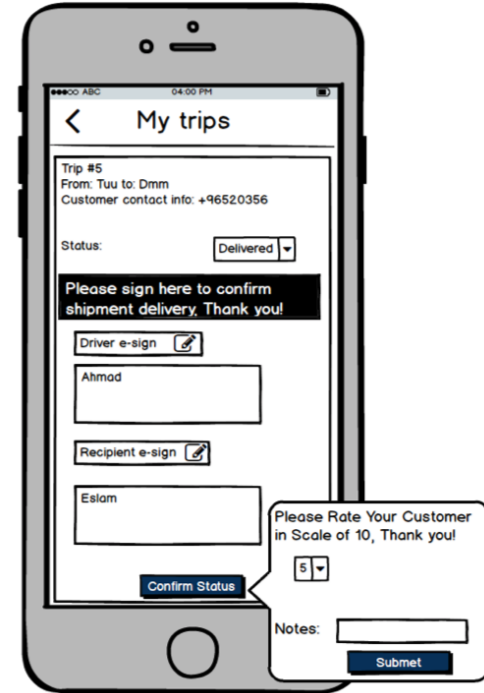 ABC 04:00 PM
My trips
Trip #5
From: Tuu to: Dmm
Customer contact info: +96520356
Status: Delivered
Please sign here to confirm
shipment delivery, Thank you!
Driver e-sign
Ahmad
Recipient e-sign
Eslam
Confirm Status
Please Rate Your Customer
in Scale of 10, Thank you!
5
Notes:
Submet